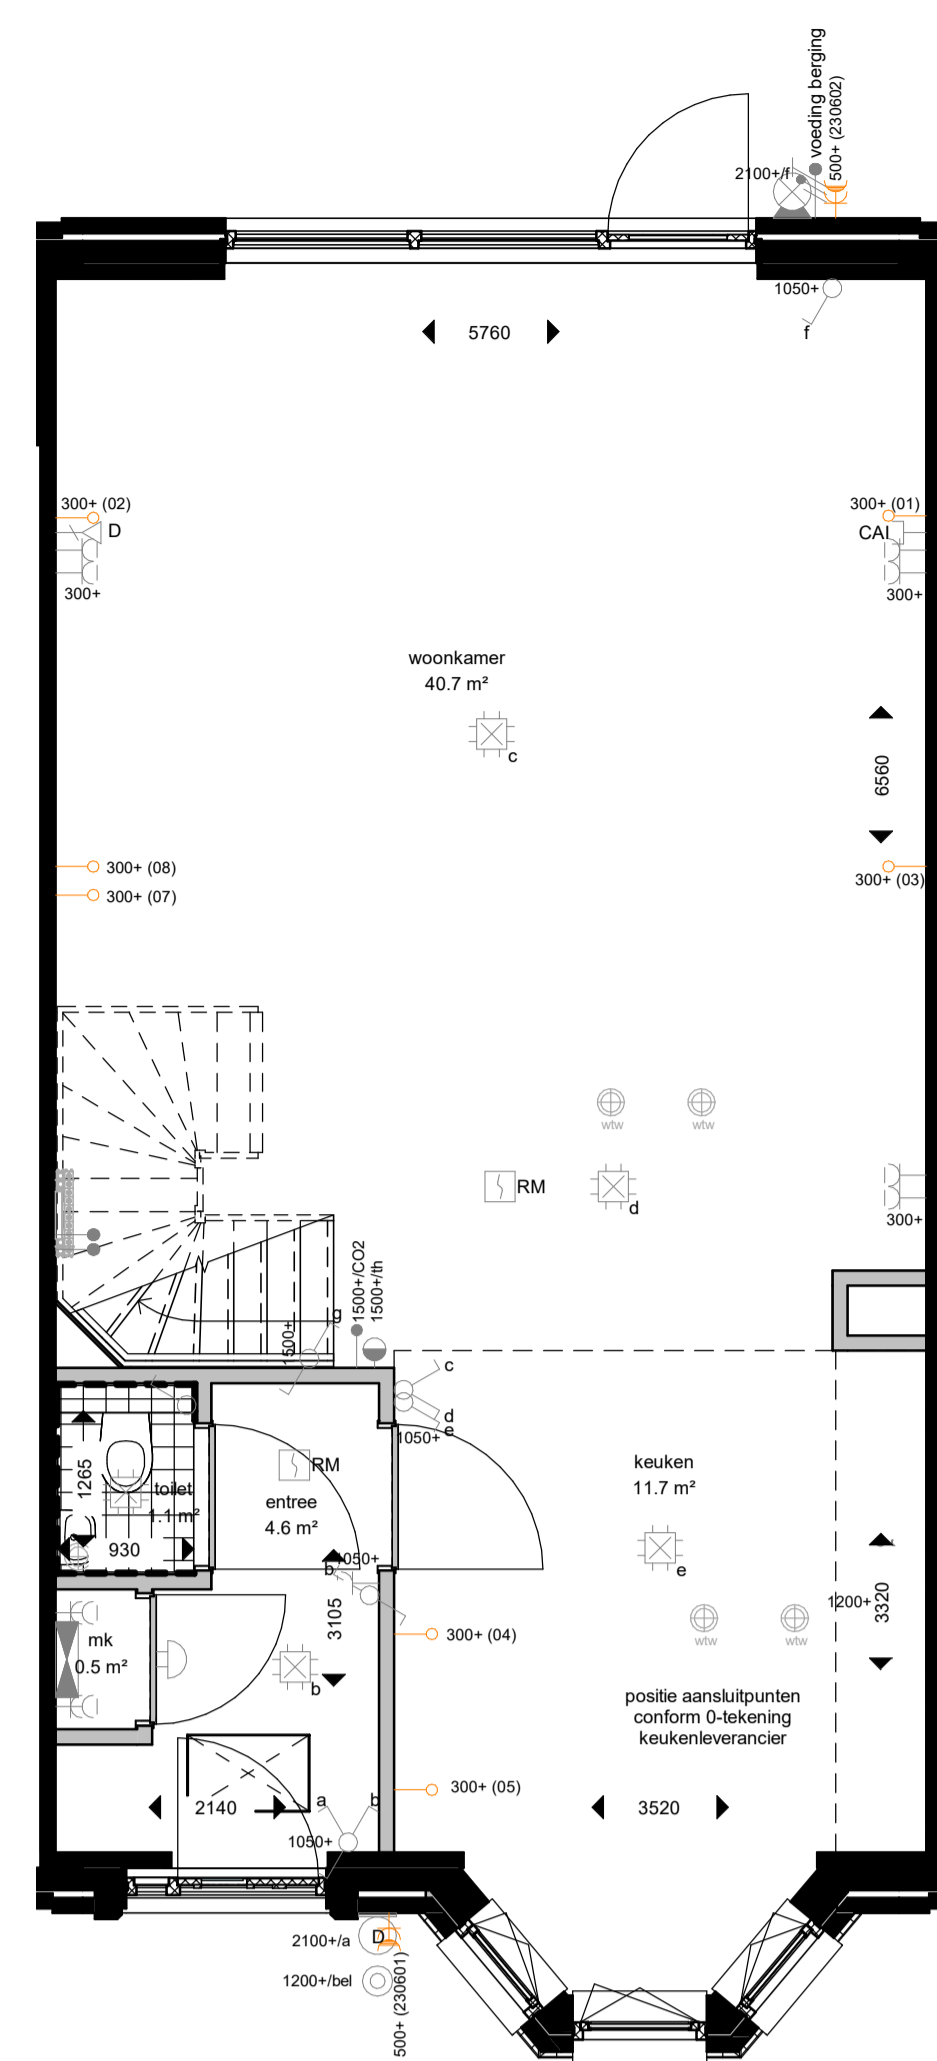 voeding berging
500+ (230602)
2100+/f
1050+
f
5760
300+ (02)
D
300+
300+ (01)
CAI
300+
woonkamer
40.7 m²
c
6560
300+ (08)
300+ (07)
300+ (03)
wtw
wtw
RM
d
300+
1500+/CO2
1500+/th
g
1500+
c
d
e
1050+
1265
toilet
1.1 m²
930
RM
entree
4.6 m²
keuken
11.7 m²
e
1050+
b
3105
300+ (04)
1200+
3320
wtw
wtw
mk
0.5 m²
b
positie aansluitpunten
conform 0-tekening
keukenleverancier
300+ (05)
2140
a
b
1050+
3520
2100+/a
D
1200+/bel
500+ (230601)